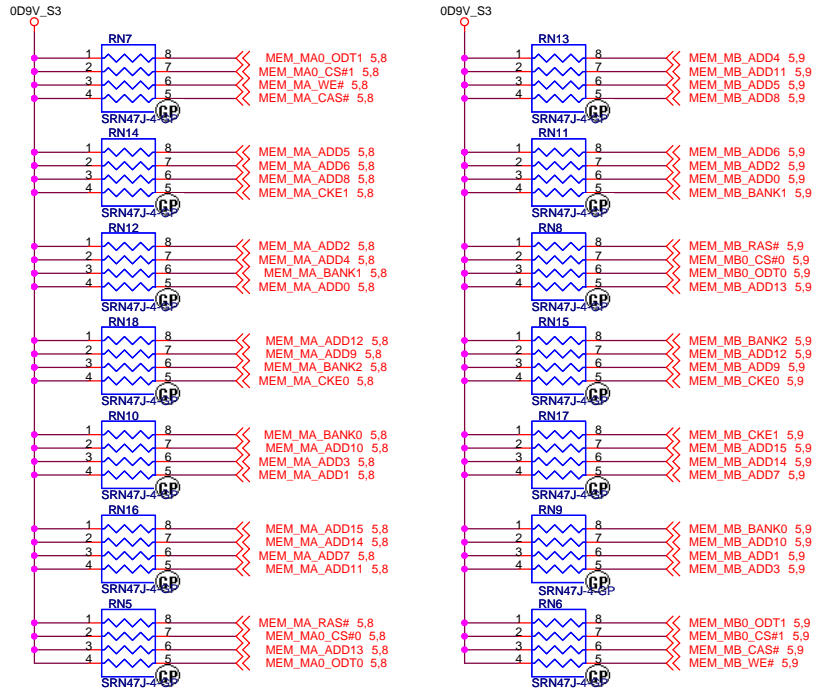 0D9V_S3
RN7
1 8 MEM_MA0_ODT1 5,8
2 7 MEM_MA0_CS#1 5,8
3 6 MEM_MA_WE# 5,8
4 5 MEM_MA_CAS# 5,8
GP
SRN47J-4-GP
RN14
1 8 MEM_MA_ADD5 5,8
2 7 MEM_MA_ADD6 5,8
3 6 MEM_MA_ADD8 5,8
4 5 MEM_MA_CKE1 5,8
GP
SRN47J-4-GP
RN12
1 8 MEM_MA_ADD2 5,8
2 7 MEM_MA_ADD4 5,8
3 6 MEM_MA_BANK1 5,8
4 5 MEM_MA_ADD0 5,8
GP
SRN47J-4-GP
RN18
1 8 MEM_MA_ADD12 5,8
2 7 MEM_MA_ADD9 5,8
3 6 MEM_MA_BANK2 5,8
4 5 MEM_MA_CKE0 5,8
GP
SRN47J-4-GP
RN10
1 8 MEM_MA_BANK0 5,8
2 7 MEM_MA_ADD10 5,8
3 6 MEM_MA_ADD3 5,8
4 5 MEM_MA_ADD1 5,8
GP
SRN47J-4-GP
RN16
1 8 MEM_MA_ADD15 5,8
2 7 MEM_MA_ADD14 5,8
3 6 MEM_MA_ADD7 5,8
4 5 MEM_MA_ADD11 5,8
GP
SRN47J-4-GP
RN5
1 8 MEM_MA_RAS# 5,8
2 7 MEM_MA0_CS#0 5,8
3 6 MEM_MA_ADD13 5,8
4 5 MEM_MA0_ODT0 5,8
GP
SRN47J-4-GP
0D9V_S3
RN13
1 8 MEM_MB_ADD4 5,9
2 7 MEM_MB_ADD11 5,9
3 6 MEM_MB_ADD5 5,9
4 5 MEM_MB_ADD8 5,9
GP
SRN47J-4-GP
RN11
1 8 MEM_MB_ADD6 5,9
2 7 MEM_MB_ADD2 5,9
3 6 MEM_MB_ADD0 5,9
4 5 MEM_MB_BANK1 5,9
GP
SRN47J-4-GP
RN8
1 8 MEM_MB_RAS# 5,9
2 7 MEM_MB0_CS#0 5,9
3 6 MEM_MB0_ODT0 5,9
4 5 MEM_MB_ADD13 5,9
GP
SRN47J-4-GP
RN15
1 8 MEM_MB_BANK2 5,9
2 7 MEM_MB_ADD12 5,9
3 6 MEM_MB_ADD9 5,9
4 5 MEM_MB_CKE0 5,9
GP
SRN47J-4-GP
RN17
1 8 MEM_MB_CKE1 5,9
2 7 MEM_MB_ADD15 5,9
3 6 MEM_MB_ADD14 5,9
4 5 MEM_MB_ADD7 5,9
GP
SRN47J-4-GP
RN9
1 8 MEM_MB_BANK0 5,9
2 7 MEM_MB_ADD10 5,9
3 6 MEM_MB_ADD1 5,9
4 5 MEM_MB_ADD3 5,9
GP
SRN47J-4-GP
RN6
1 8 MEM_MB0_ODT1 5,9
2 7 MEM_MB0_CS#1 5,9
3 6 MEM_MB_CAS# 5,9
4 5 MEM_MB_WE# 5,9
GP
SRN47J-4-GP